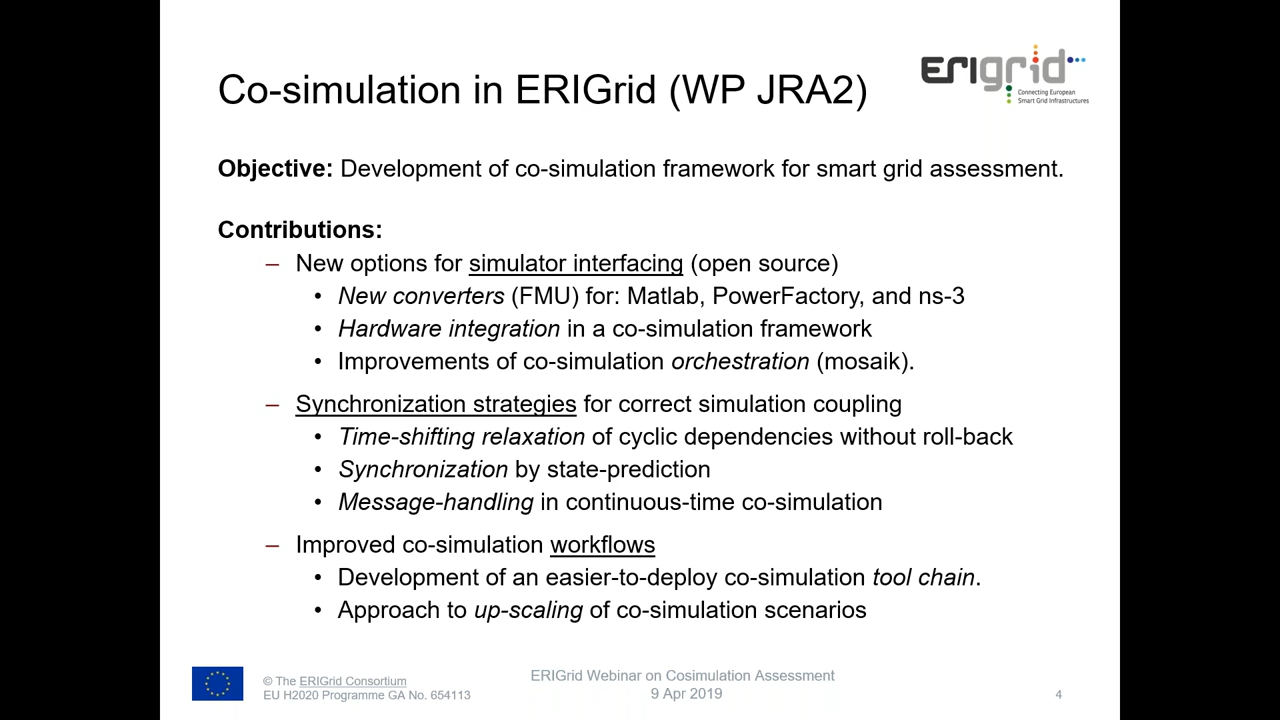 Co-simulation in ERIGrid (WP JRA2)
ERIGrid
Connecting European
Smart Grid Infrastructures
Objective: Development of co-simulation framework for smart grid assessment.
Contributions:
– New options for simulator interfacing (open source)
• New converters (FMU) for: Matlab, PowerFactory, and ns-3
• Hardware integration in a co-simulation framework
• Improvements of co-simulation orchestration (mosaik).
– Synchronization strategies for correct simulation coupling
• Time-shifting relaxation of cyclic dependencies without roll-back
• Synchronization by state-prediction
• Message-handling in continuous-time co-simulation
– Improved co-simulation workflows
• Development of an easier-to-deploy co-simulation tool chain.
• Approach to up-scaling of co-simulation scenarios
© The ERIGrid Consortium
EU H2020 Programme GA No. 654113
ERIGrid Webinar on Cosimulation Assessment
9 Apr 2019
4